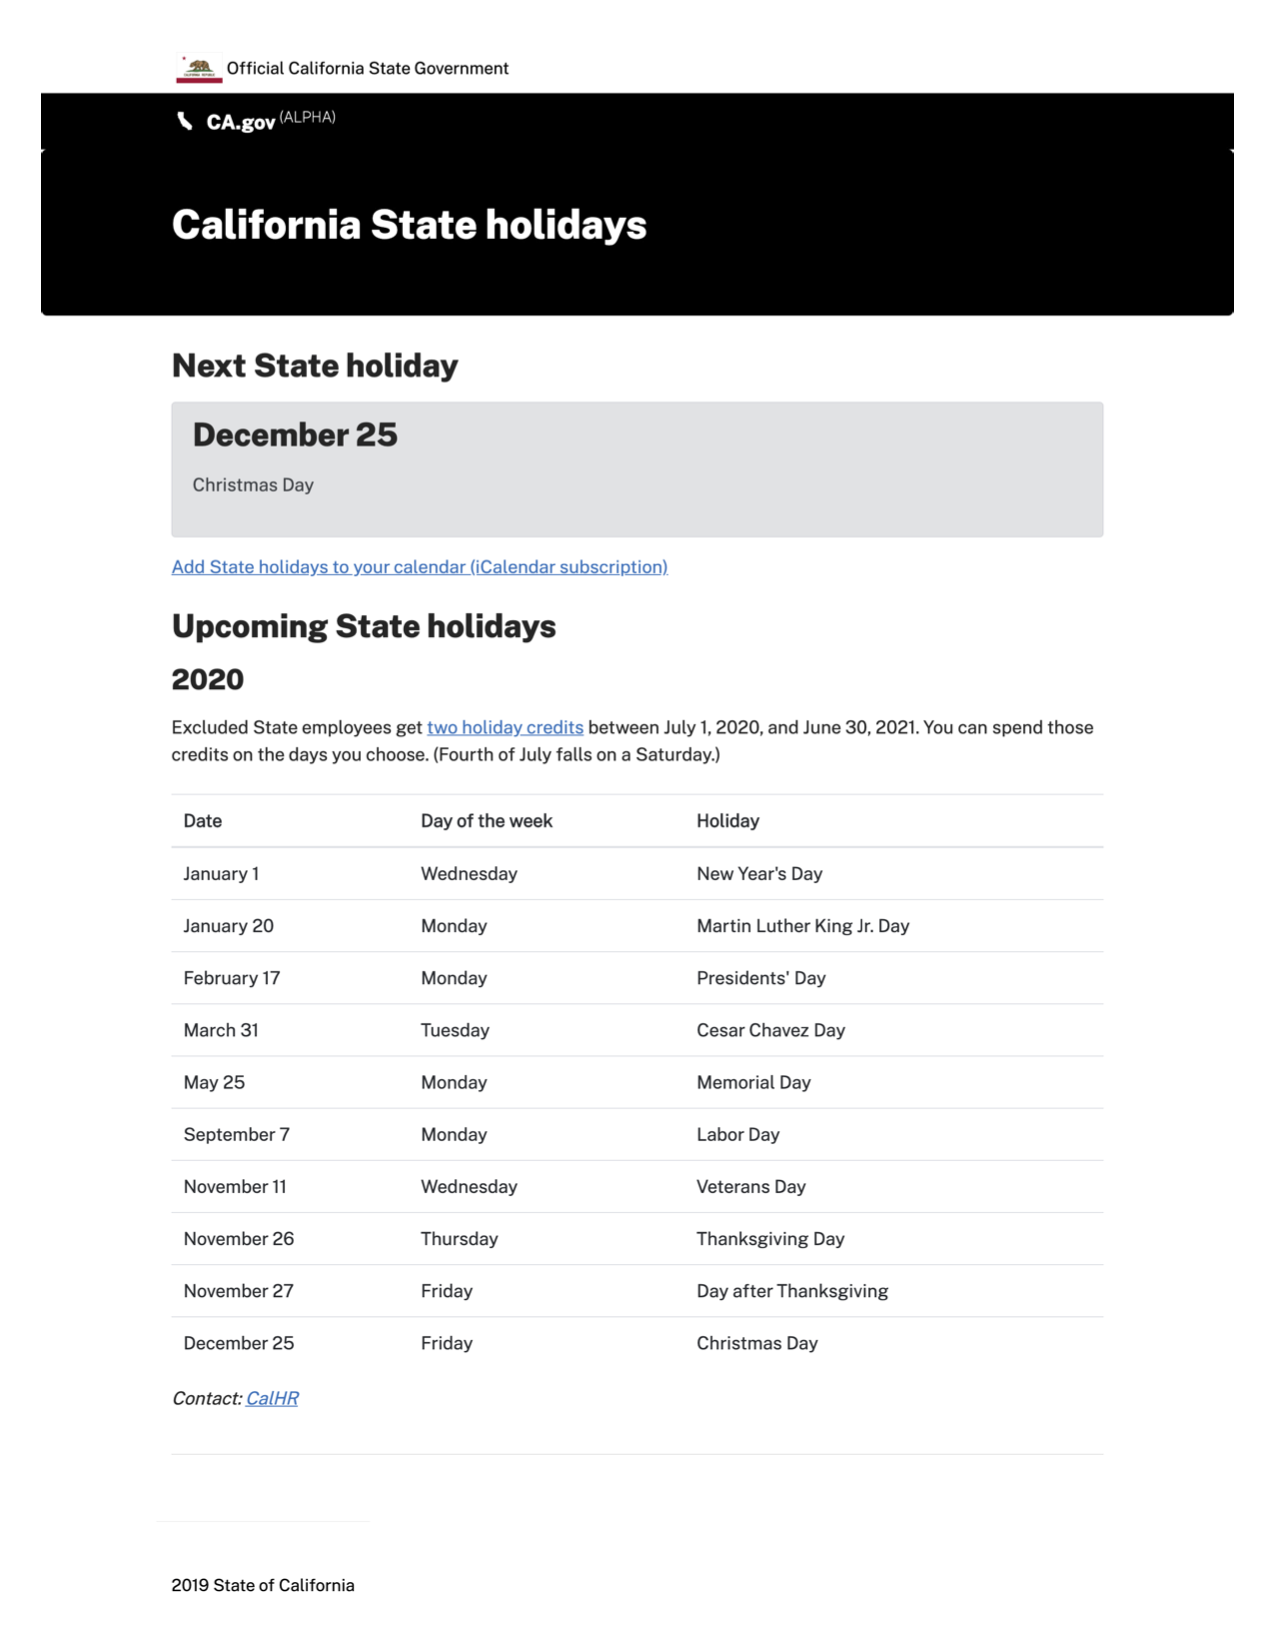 Official California State Government
CA.gov (ALPHA)
California State holidays
Next State holiday
December 25
Christmas Day
Add State holidays to your calendar (iCalendar subscription)
Upcoming State holidays
2020
Excluded State employees get two holiday credits between July 1, 2020, and June 30, 2021. You can spend those
credits on the days you choose. (Fourth of July falls on a Saturday.)
Date Day of the week Holiday
January 1 Wednesday New Year's Day
January 20 Monday Martin Luther King Jr. Day
February 17 Monday Presidents' Day
March 31 Tuesday Cesar Chavez Day
May 25 Monday Memorial Day
September 7 Monday Labor Day
November 11 Wednesday Veterans Day
November 26 Thursday Thanksgiving Day
November 27 Friday Day after Thanksgiving
December 25 Friday Christmas Day
Contact: CalHR
2019 State of California